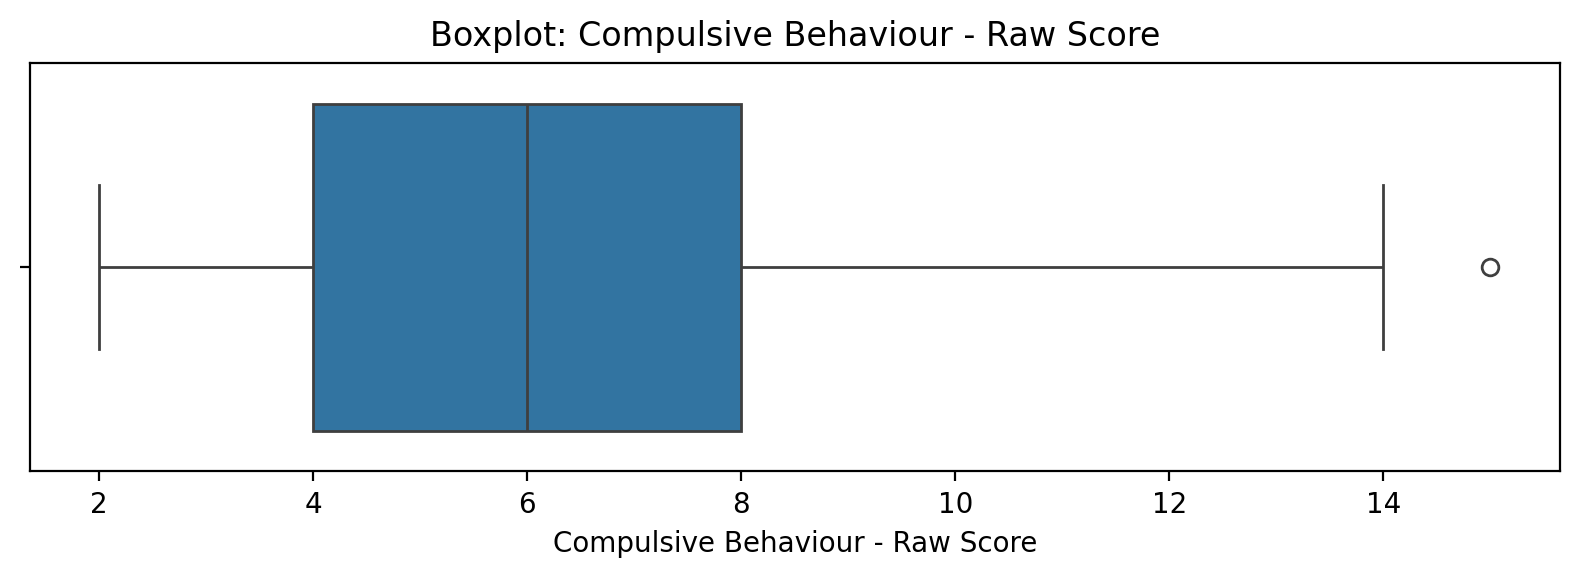 Boxplot: Compulsive Behaviour - Raw Score
2 4 6 8 10 12 14
Compulsive Behaviour - Raw Score